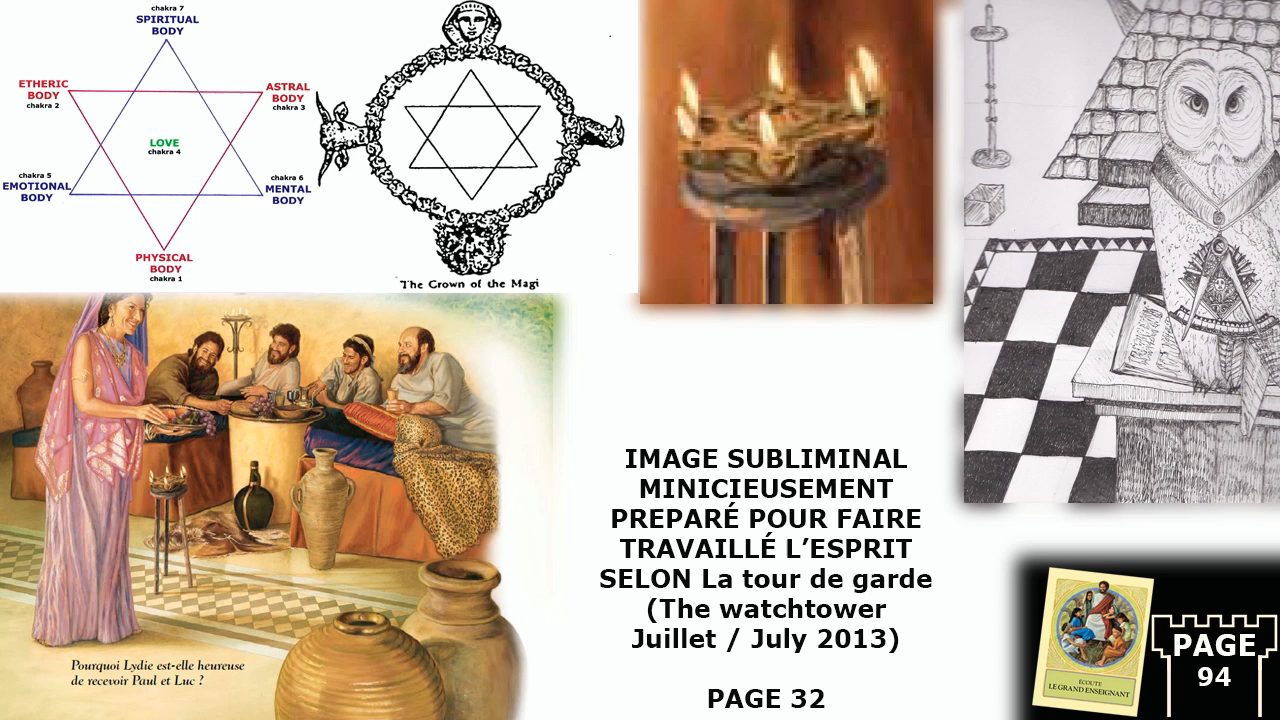 chakra 7
SPIRITUAL
BODY
ETHERIC
BODY
chakra 2
ASTRAL
BODY
chakra 3
LOVE
chakra 4
chakra 5
EMOTIONAL
BODY
chakra 6
MENTAL
BODY
PHYSICAL
BODY
chakra 1
The Crown of the Magi
Pourquoi Lydie est-elle heureuse
de recevoir Paul et Luc ?
IMAGE SUBLIMINAL
MINICIEUSEMENT
PREPARÉ POUR FAIRE
TRAVAILLÉ L’ESPRIT
SELON La tour de garde
(The watchtower
Juillet / July 2013)
PAGE 32
ÉCOUTE
LE GRAND ENSEIGNANT
PAGE
94